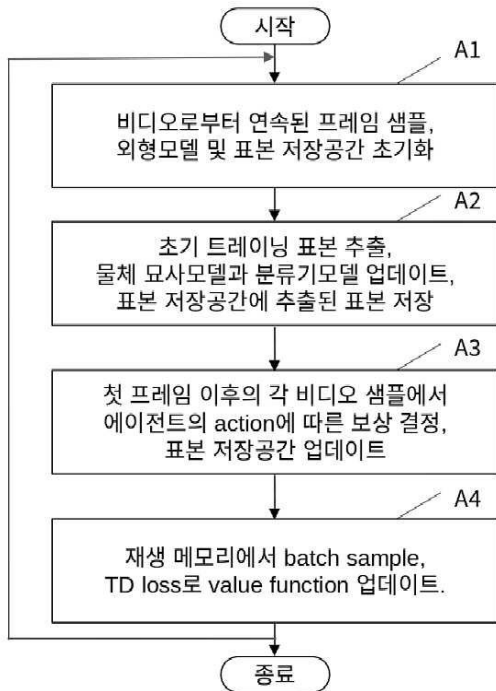 시작
A1
비디오로부터 연속된 프레임 샘플,
외형모델 및 표본 저장공간 초기화
A2
초기 트레이닝 표본 추출,
물체 묘사모델과 분류기모델 업데이트,
표본 저장공간에 추출된 표본 저장
A3
첫 프레임 이후의 각 비디오 샘플에서
에이전트의 action에 따른 보상 결정,
표본 저장공간 업데이트
A4
재생 메모리에서 batch sample,
TD loss로 value function 업데이트.
종료